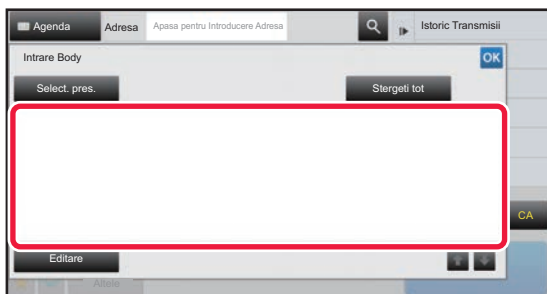 Agenda Adresa Apasa pentru Introducere Adresa Istoric Transmisii
Intrare Body OK
Select. pres. Stergeti tot
CA
Editare
Altele